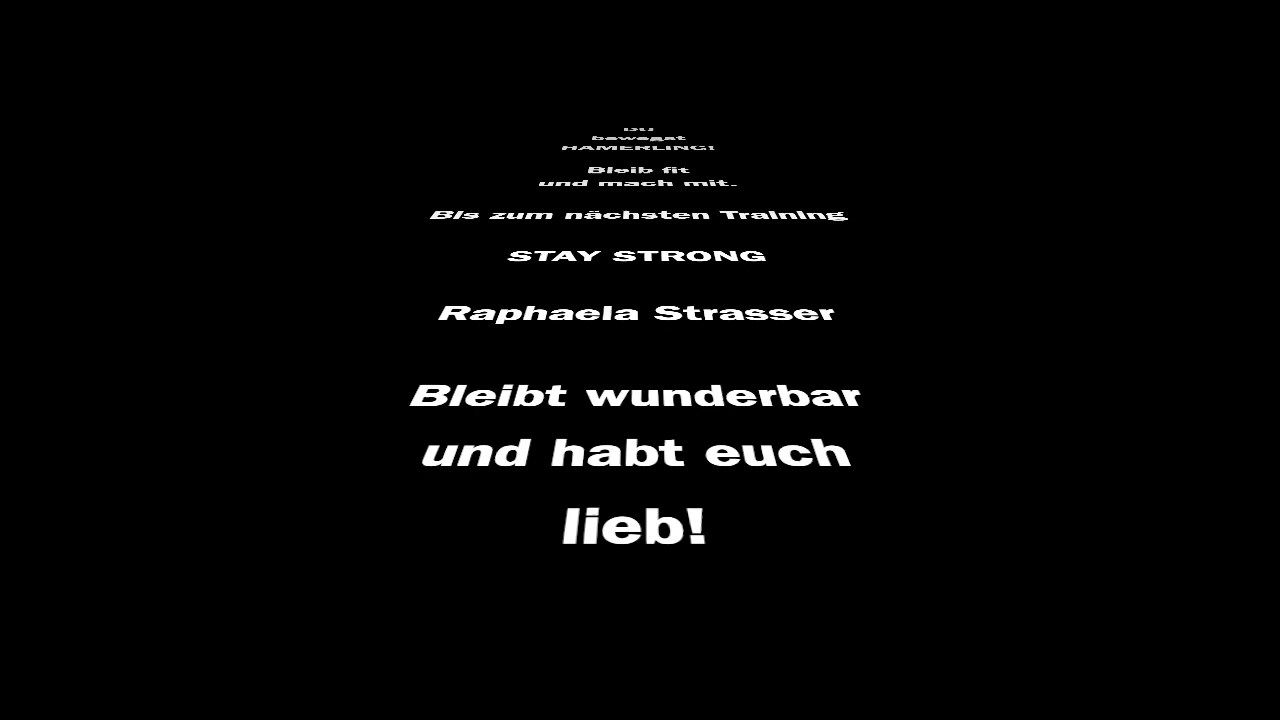 DU
bewegst
HAMERLING!
Bleib fit
und mach mit.
Bis zum nächsten Training
STAY STRONG
Raphaela Strasser
Bleibt wunderbar
und habt euch
lieb!